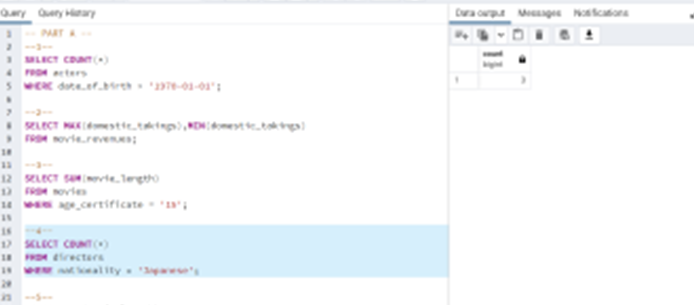 Query Query History
1 -- PART A --
2 --1--
3 SELECT COUNT(*)
4 FROM actors
5 WHERE date_of_birth = '1970-01-01';
6
7 --2--
8 SELECT MAX(domestic_takings),MIN(domestic_takings)
9 FROM movie_revenues;
10
11 --3--
12 SELECT SUM(movie_length)
13 FROM movies
14 WHERE age_certificate = '15';
15
16 --4--
17 SELECT COUNT(*)
18 FROM directors
19 WHERE nationality = 'Japanese';
20
21 --5--
Data output Messages Notifications
count
bigint
1